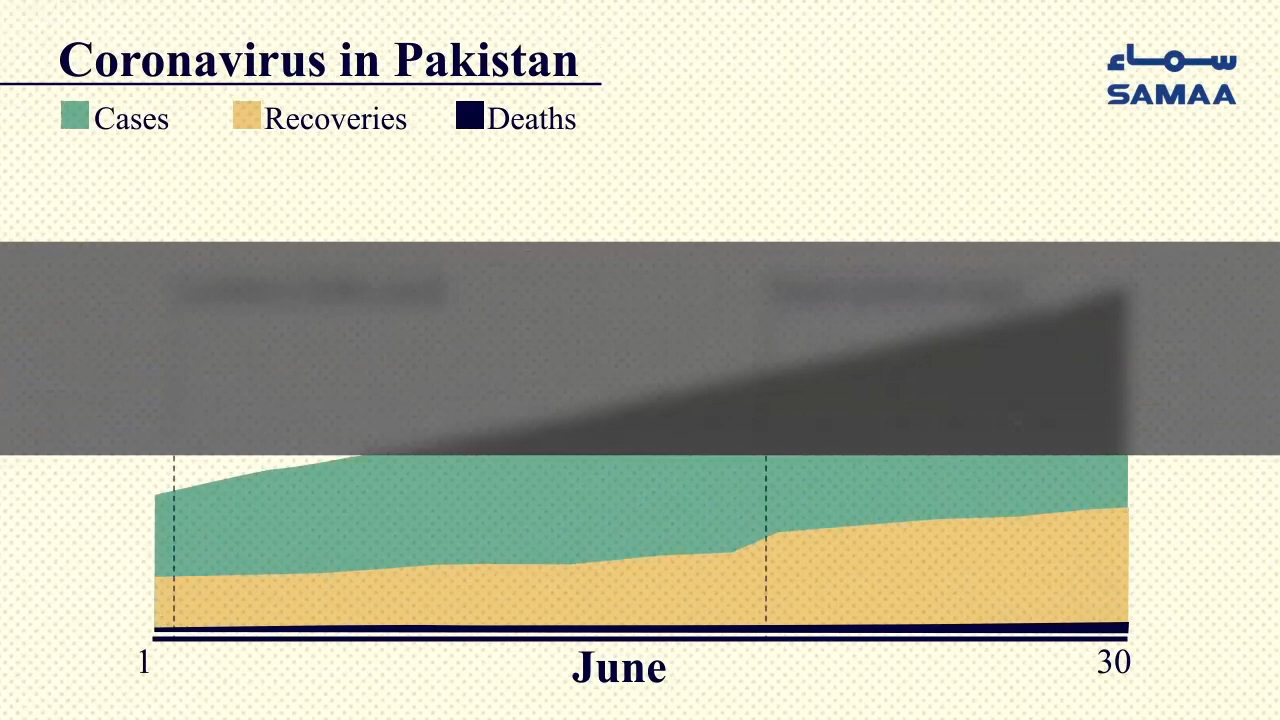 Coronavirus in Pakistan
سماء
SAMAA
Cases Recoveries Deaths
1 June 30